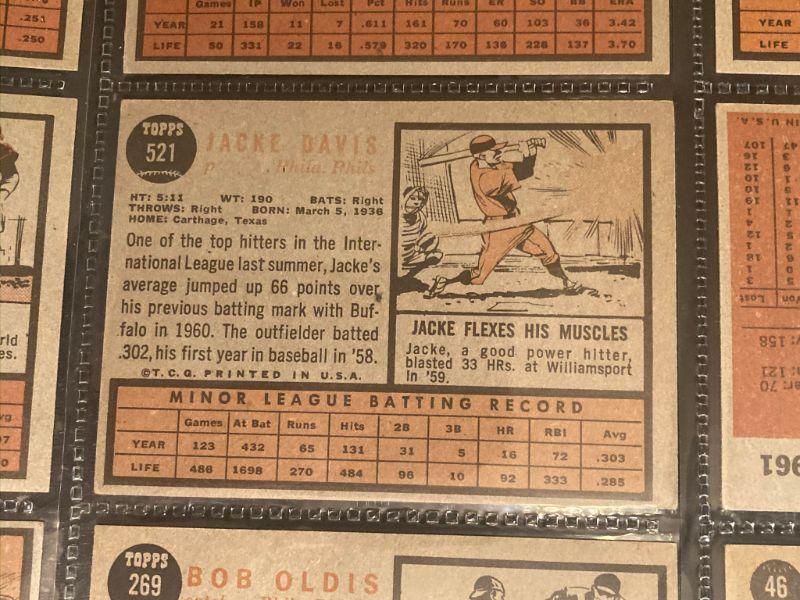 Games IP Won Lost Pct Hits Runs ER SO BB ERA
YEAR 21 158 11 7 .611 161 70 60 103 36 3.42
LIFE 50 331 22 16 .579 320 170 136 228 137 3.70
.251
.250
YEAR
LIFE
TOPPS
521
JACKE DAVIS
Phila. Phils
HT: 5:11 WT: 190 BATS: Right
THROWS: Right BORN: March 5, 1936
HOME: Carthage, Texas
One of the top hitters in the Inter-
national League last summer, Jacke's
average jumped up 66 points over
his previous batting mark with Buf-
falo in 1960. The outfielder batted
.302, his first year in baseball in '58.
©T.C.G. PRINTED IN U.S.A.
JACKE FLEXES HIS MUSCLES
Jacke, a good power hitter,
blasted 33 HRs. at Williamsport
in '59.
MINOR LEAGUE BATTING RECORD
Games At Bat Runs Hits 2B 3B HR RBI Avg
YEAR 123 432 65 131 31 5 16 72 .303
LIFE 486 1698 270 484 96 10 92 333 .285
TOPPS
269
BOB OLDIS
46
1961